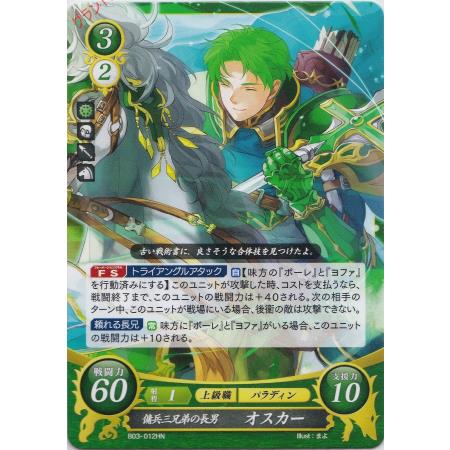 グランド
3
2
古い戦術書に、良さそうな合体技を見つけたよ。
FS トライアングルアタック 自【味方の『ボーレ』と『ヨファ』
を行動済みにする】このユニットが攻撃した時、コストを支払うなら、
戦闘終了まで、このユニットの戦闘力は＋40される。次の相手の
ターン中、このユニットが戦場にいる場合、後衛の敵は攻撃できない。
頼れる長兄 常 味方に『ボーレ』と『ヨファ』がいる場合、このユニット
の戦闘力は＋10される。
戦闘力
60
射程 1
上級職
パラディン
支援力
10
傭兵三兄弟の長男 オスカー
B03-012HN
Illust：まよ